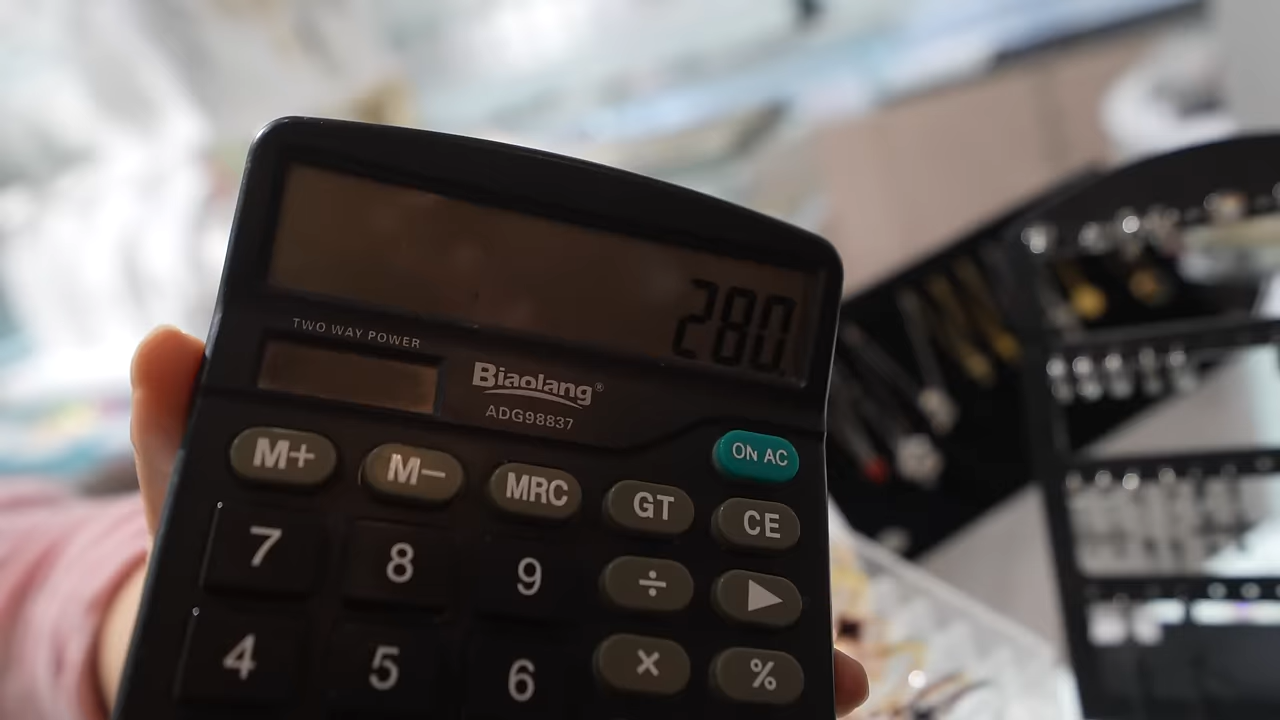 280.
TWO WAY POWER
Biaolang®
ADG98837
ON AC
M+ M− MRC GT CE
7 8 9 ÷ ▶
4 5 6 × %